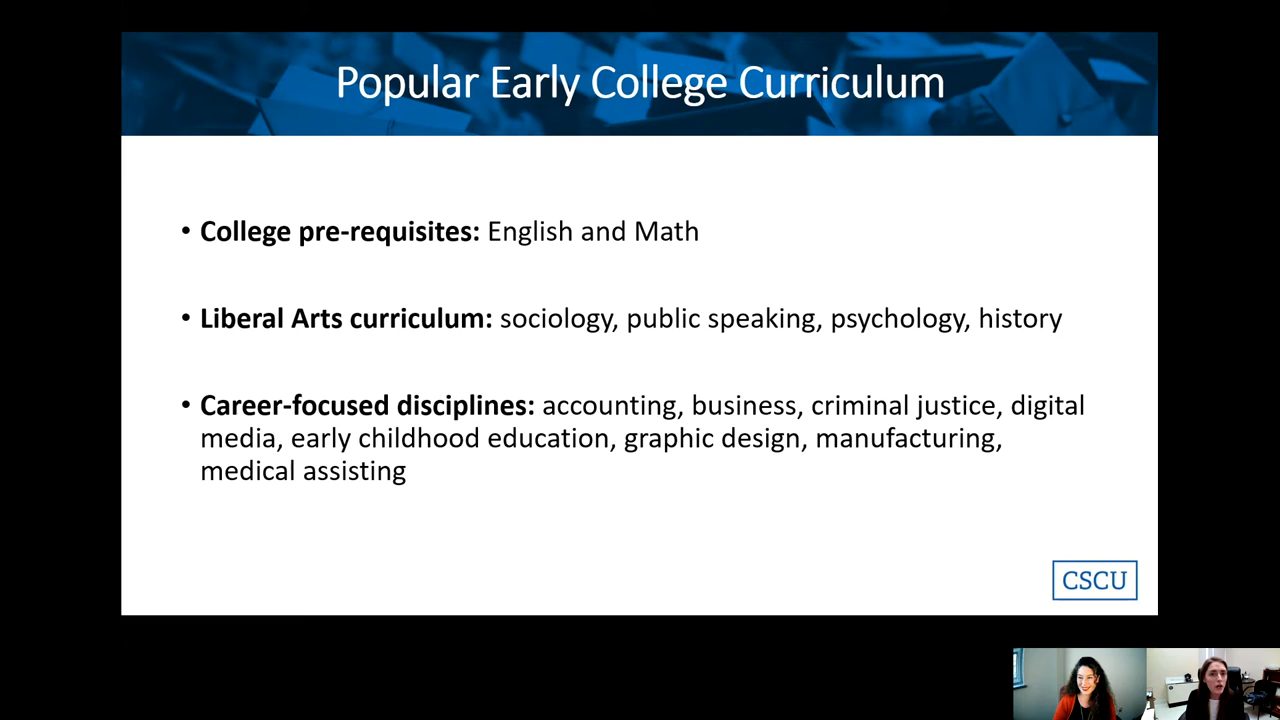 Popular Early College Curriculum
• College pre-requisites: English and Math
• Liberal Arts curriculum: sociology, public speaking, psychology, history
• Career-focused disciplines: accounting, business, criminal justice, digital
media, early childhood education, graphic design, manufacturing,
medical assisting
CSCU